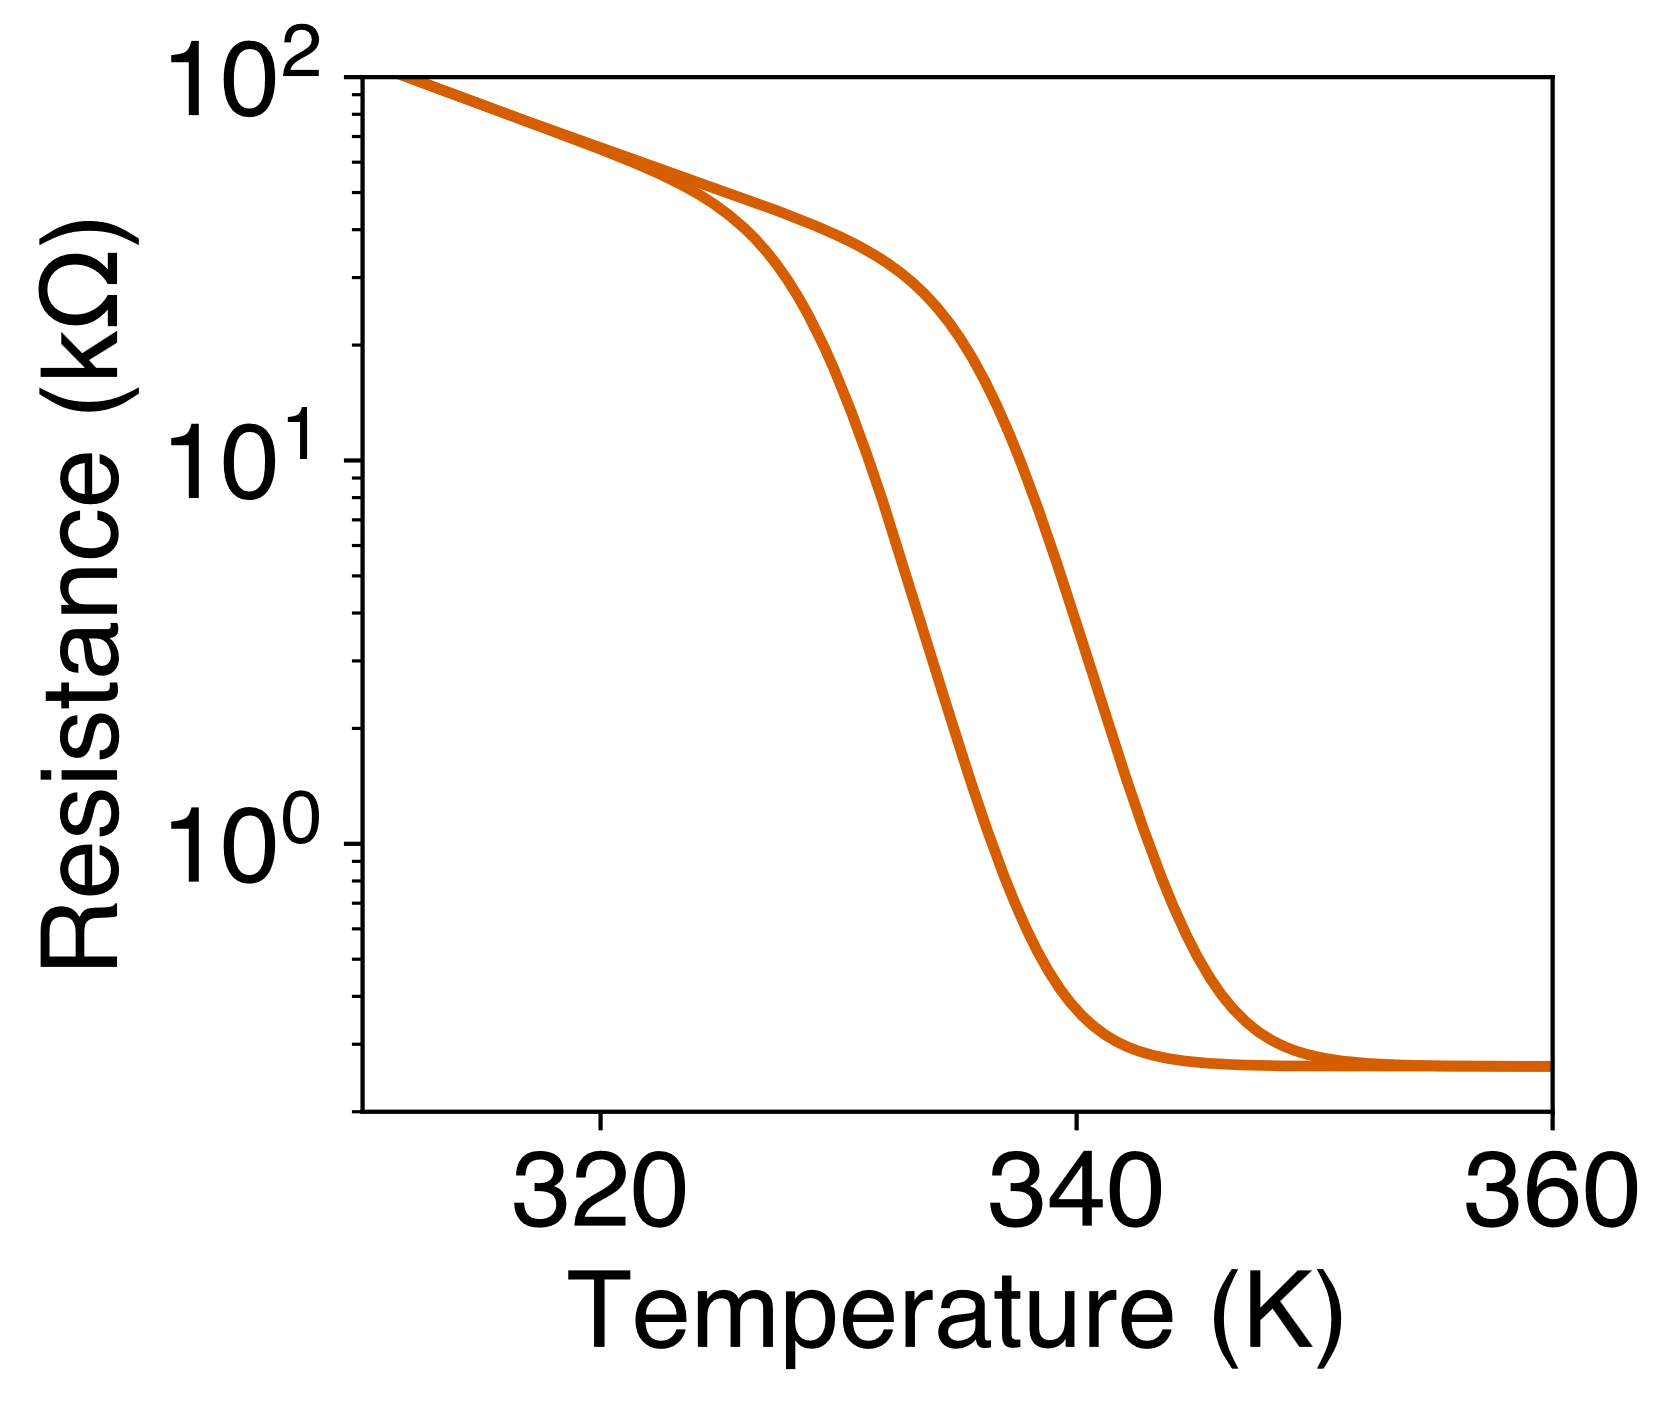 Resistance (kΩ)
10²
10¹
10⁰
320 340 360
Temperature (K)